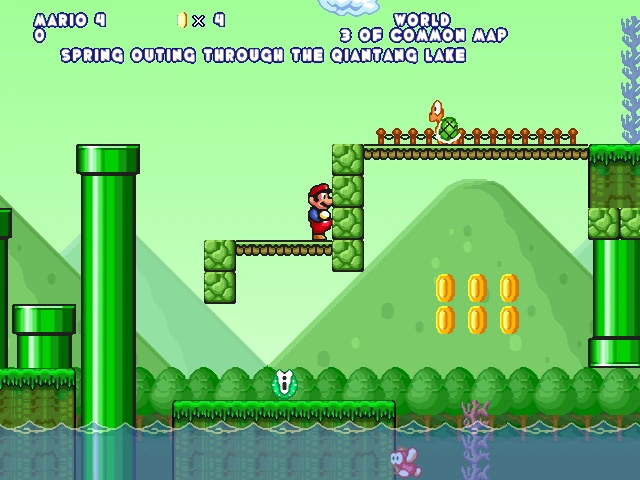 MARIO 4
× 4
WORLD
0
3 OF COMMON MAP
SPRING OUTING THROUGH THE QIANTANG LAKE